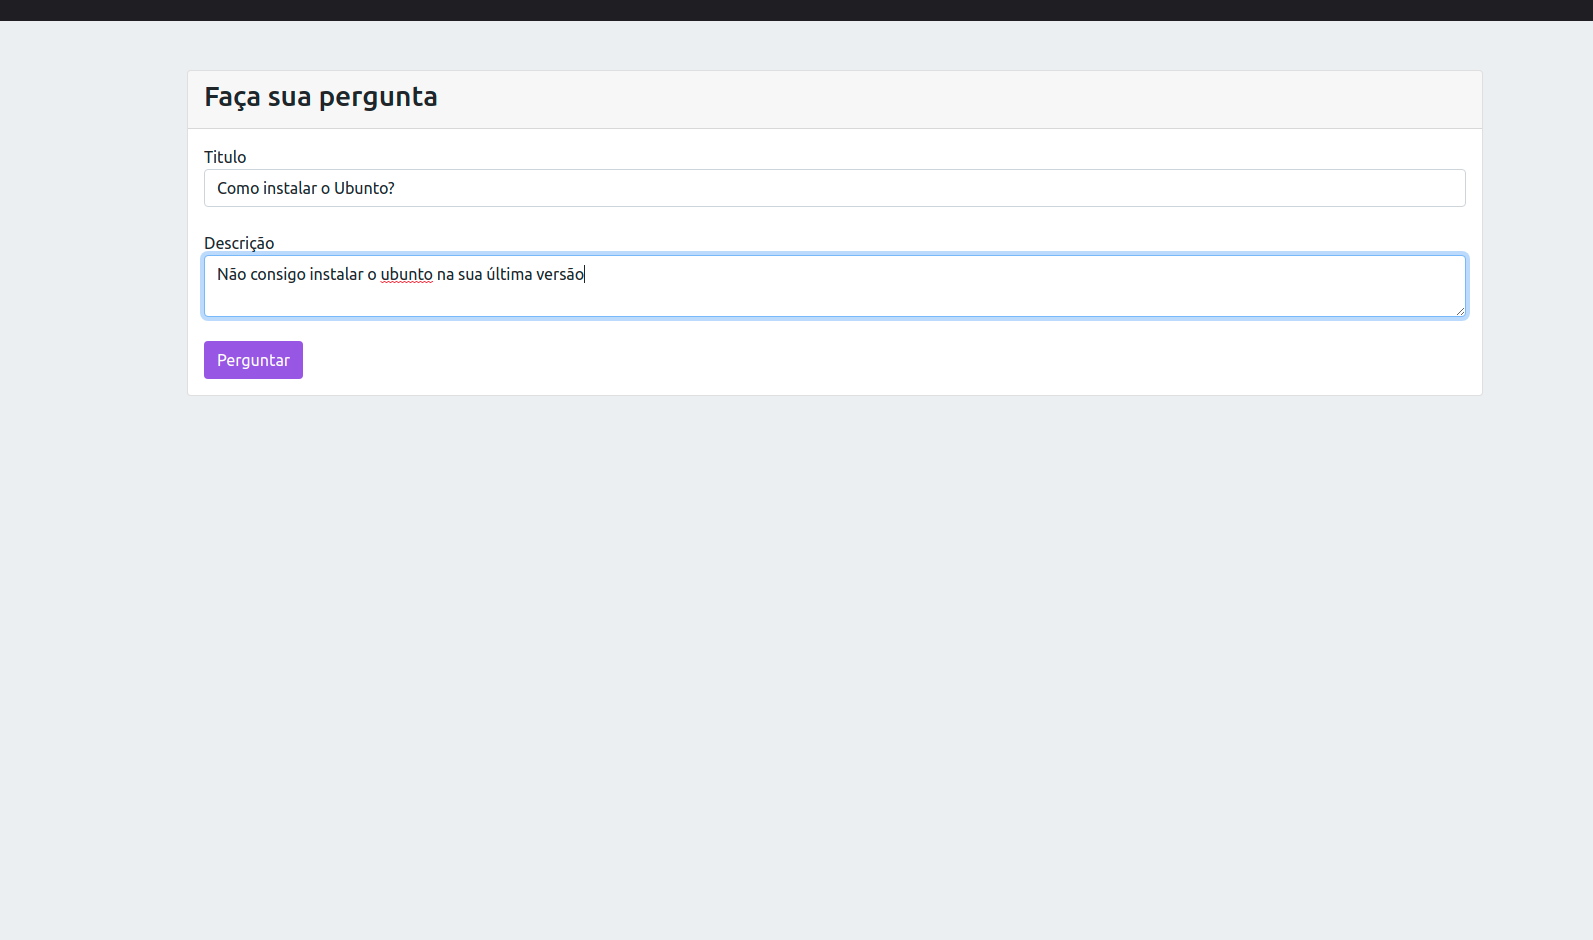 Faça sua pergunta
Titulo
Como instalar o Ubunto?
Descrição
Não consigo instalar o ubunto na sua última versão
Perguntar